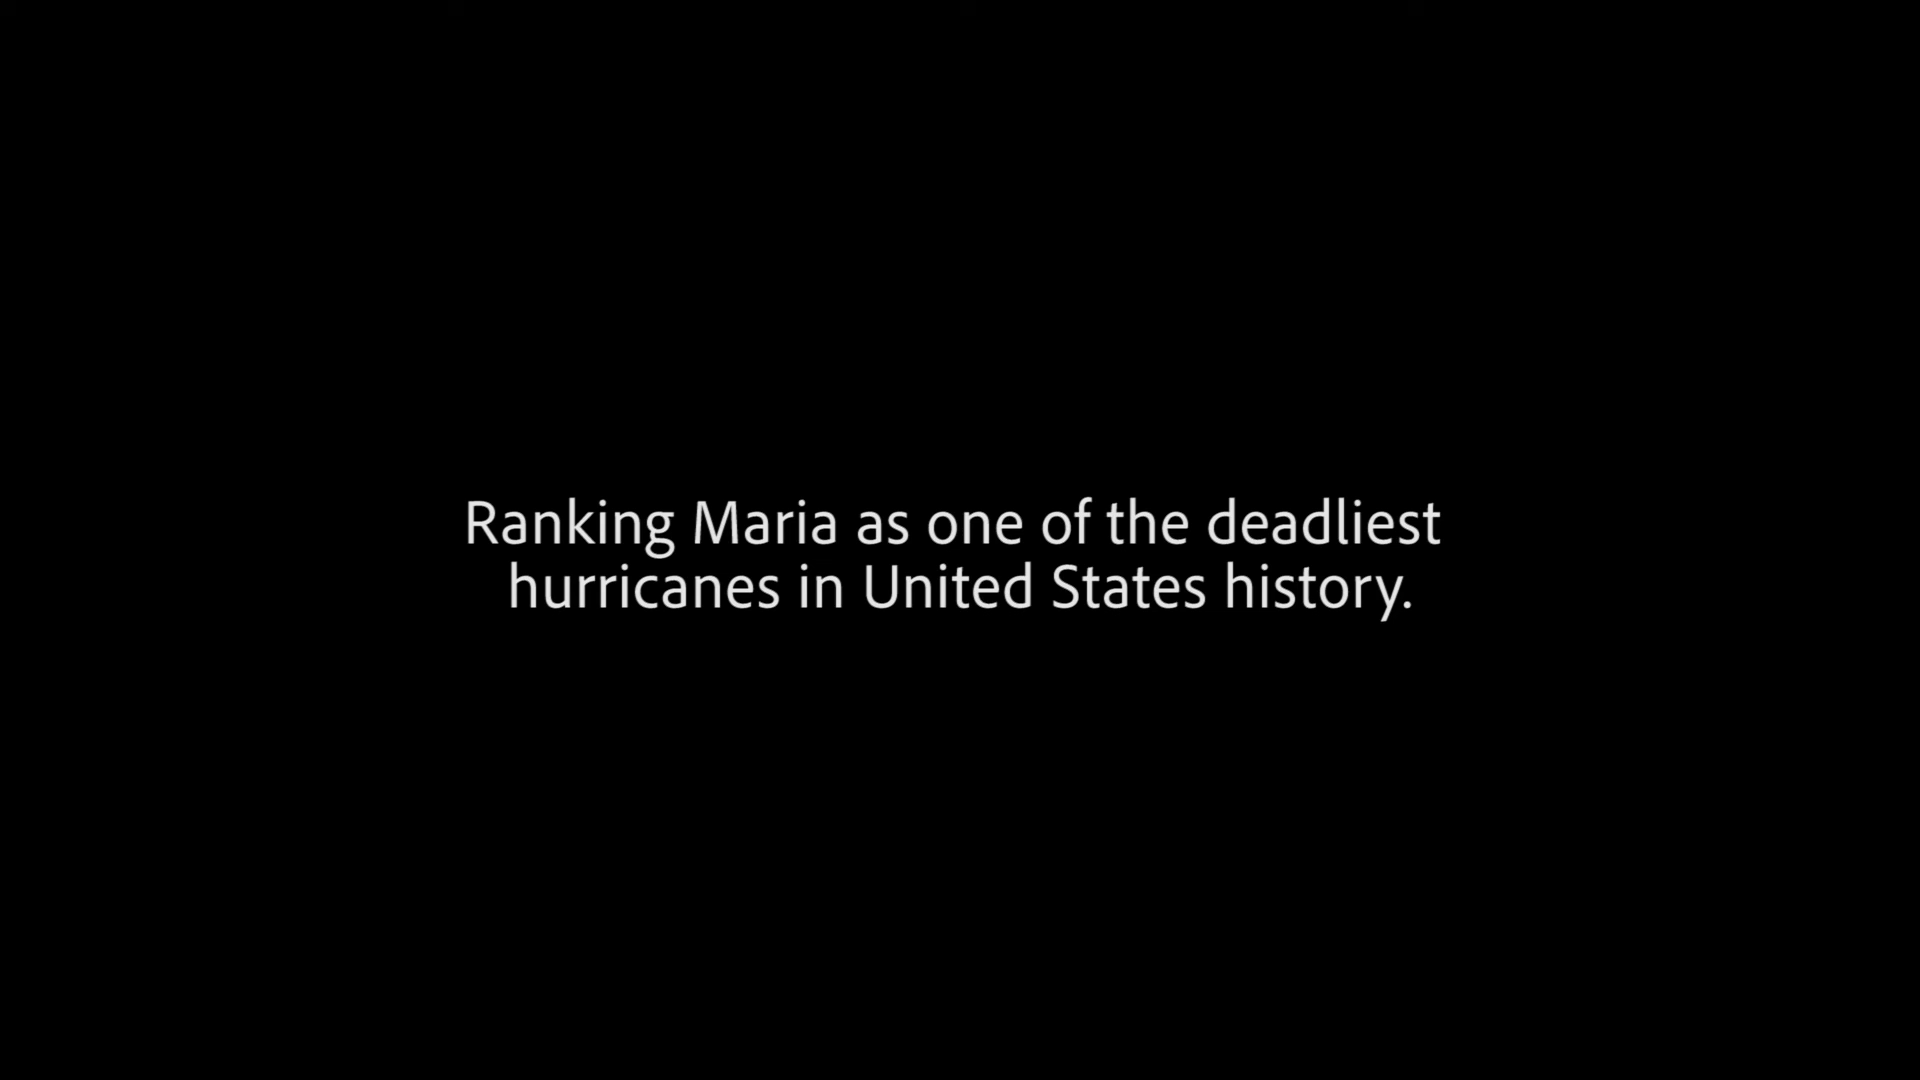 Ranking Maria as one of the deadliest
hurricanes in United States history.